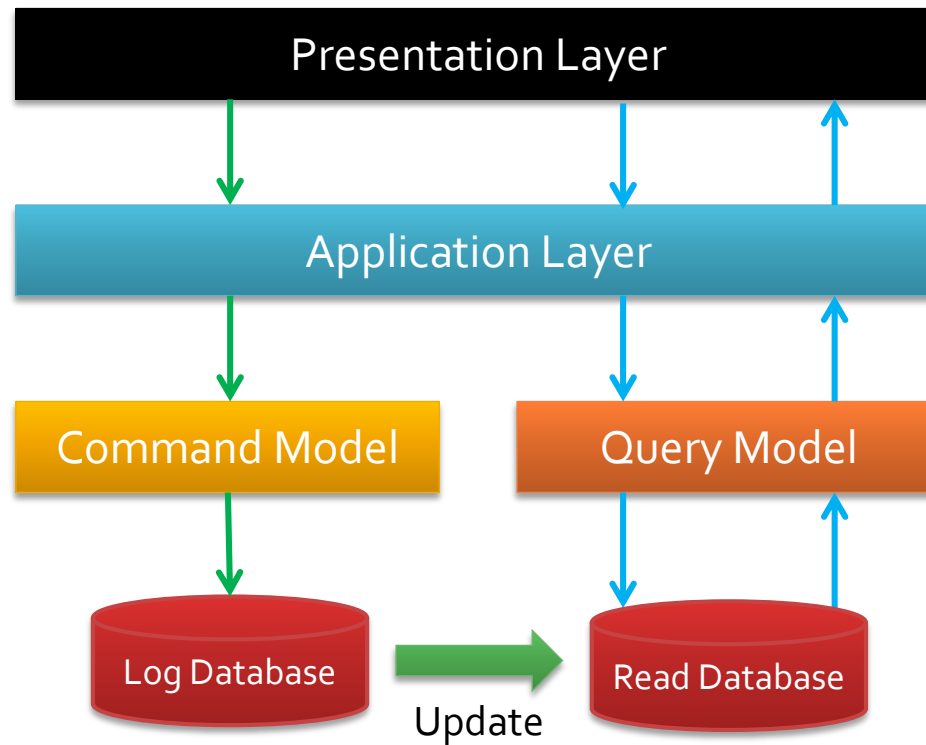 Presentation Layer
Application Layer
Command Model
Query Model
Log Database
Read Database
Update